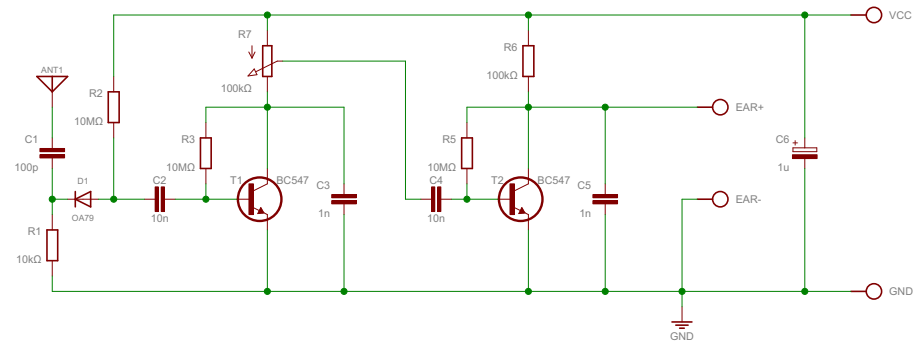 VCC
R7
R6
ANT1
100kΩ
100kΩ
R2
10MΩ
EAR+
C1
R3
R5
C6
+
100p
10MΩ
10MΩ
1u
D1
C2
T1
BC547
C3
C4
T2
BC547
C5
OA79
10n
1n
10n
1n
EAR-
R1
10kΩ
GND
GND